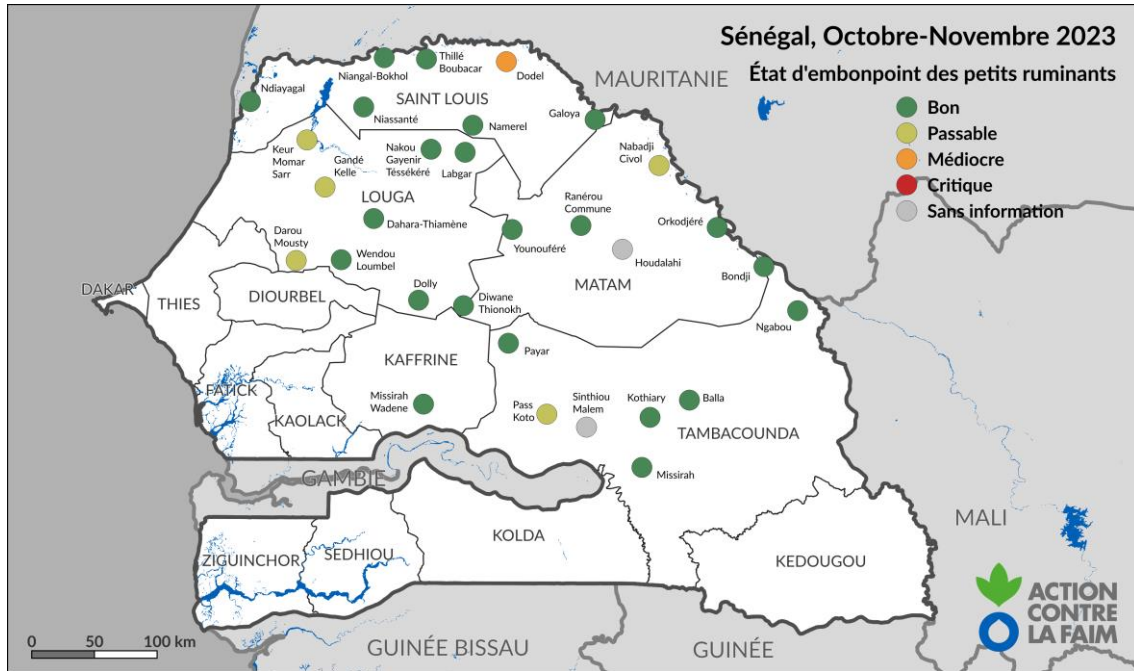 Sénégal, Octobre-Novembre 2023
État d'embonpoint des petits ruminants
Bon
Passable
Médiocre
Critique
Sans information
MAURITANIE
Thillé
Boubacar
Niangal-Bokhol
Dodel
Ndiayagal
SAINT LOUIS
Niassanté
Namerel
Galoya
Keur
Momar
Sarr
Gandé
Kelle
Nakou
Gayenir
Téssékéré
Labgar
Nabadji
Civol
LOUGA
Ranérou
Commune
Dahara-Thiamène
Younouféré
Orkodjéré
Darou
Mousty
Wendou
Loumbel
Houdalahi
Bondji
DAKAR
THIES
DIOURBEL
Dolly
Diwane
Thionokh
MATAM
Ngabou
Payar
KAFFRINE
FATICK
KAOLACK
Missirah
Wadene
Pass
Koto
Sinthiou
Malem
Kothiary
Balla
TAMBACOUNDA
Missirah
GAMBIE
MALI
ZIGUINCHOR
SEDHIOU
KOLDA
KEDOUGOU
GUINÉE BISSAU
GUINÉE
0 50 100 km
ACTION
CONTRE
LA FAIM